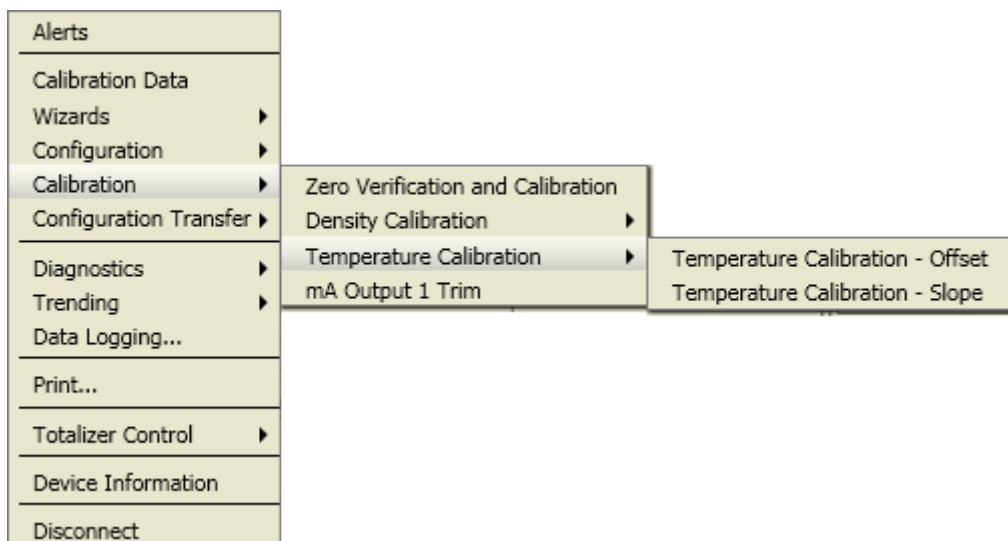 Alerts
Calibration Data
Wizards
Configuration
Calibration
Configuration Transfer
Diagnostics
Trending
Data Logging...
Print...
Totalizer Control
Device Information
Disconnect
Zero Verification and Calibration
Density Calibration
Temperature Calibration
mA Output 1 Trim
Temperature Calibration - Offset
Temperature Calibration - Slope